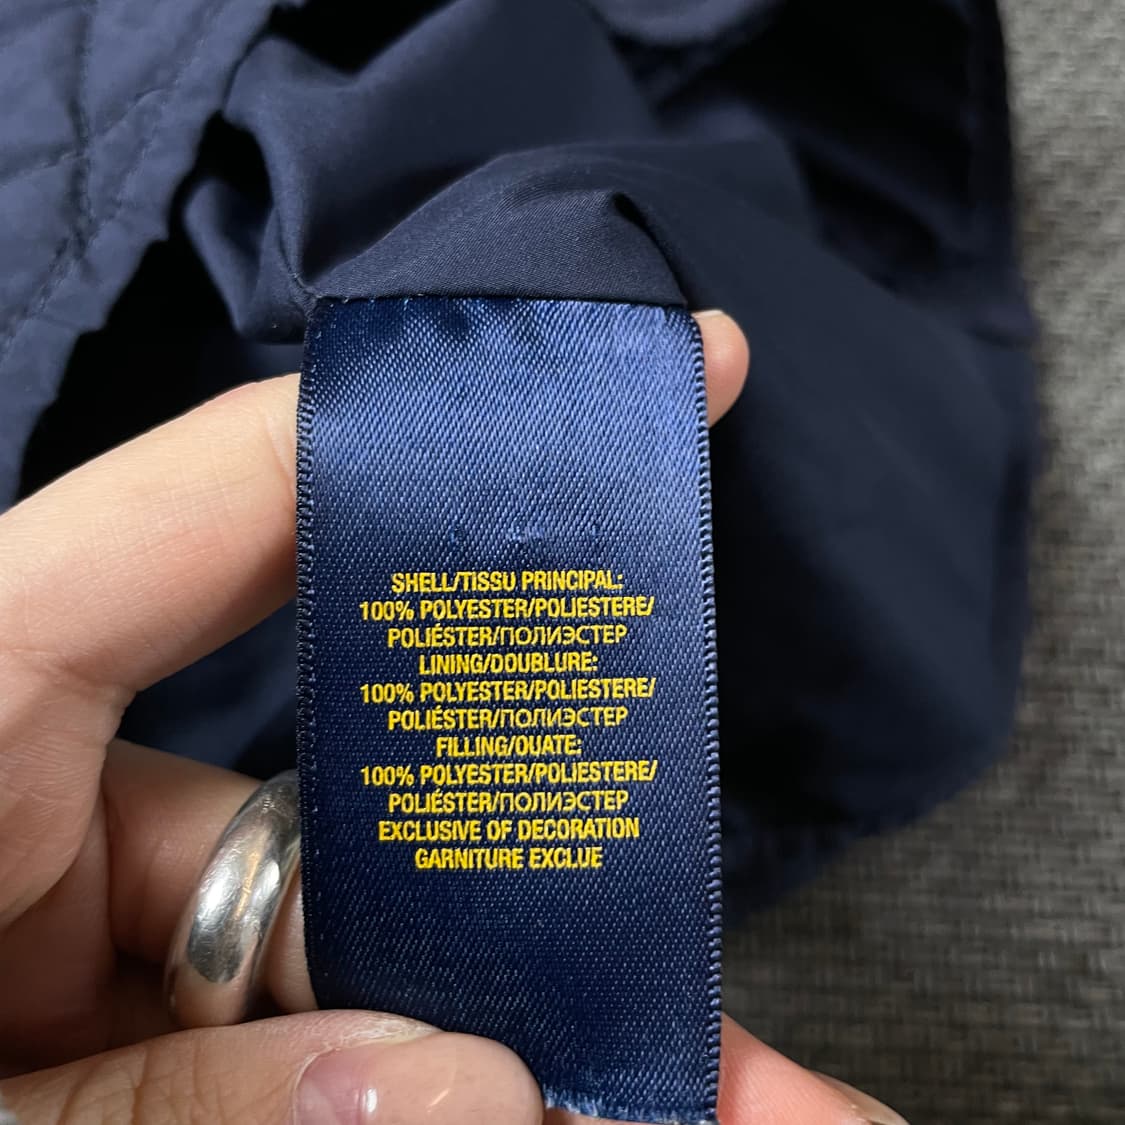 SHELL/TISSU PRINCIPAL:
100% POLYESTER/POLIESTERE/
POLIÉSTER/ПОЛИЭСТЕР
LINING/DOUBLURE:
100% POLYESTER/POLIESTERE/
POLIÉSTER/ПОЛИЭСТЕР
FILLING/OUATE:
100% POLYESTER/POLIESTERE/
POLIÉSTER/ПОЛИЭСТЕР
EXCLUSIVE OF DECORATION
GARNITURE EXCLUE